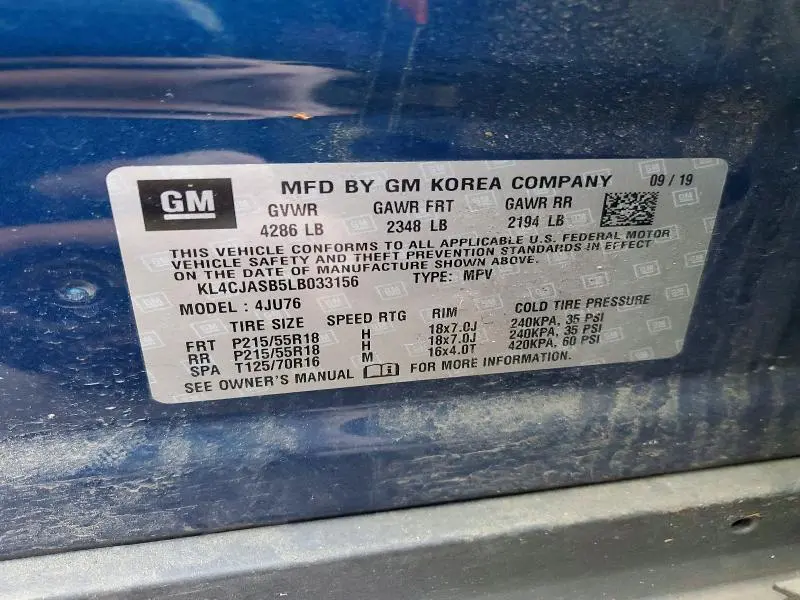 GM
MFD BY GM KOREA COMPANY 09 / 19
GVWR GAWR FRT GAWR RR
4286 LB 2348 LB 2194 LB
THIS VEHICLE CONFORMS TO ALL APPLICABLE U.S. FEDERAL MOTOR
VEHICLE SAFETY AND THEFT PREVENTION STANDARDS IN EFFECT
ON THE DATE OF MANUFACTURE SHOWN ABOVE.
KL4CJASB5LB033156 TYPE: MPV
MODEL : 4JU76
TIRE SIZE SPEED RTG RIM COLD TIRE PRESSURE
FRT P215/55R18 H 18x7.0J 240KPA, 35 PSI
RR P215/55R18 H 18x7.0J 240KPA, 35 PSI
SPA T125/70R16 M 16x4.0T 420KPA, 60 PSI
SEE OWNER'S MANUAL FOR MORE INFORMATION.